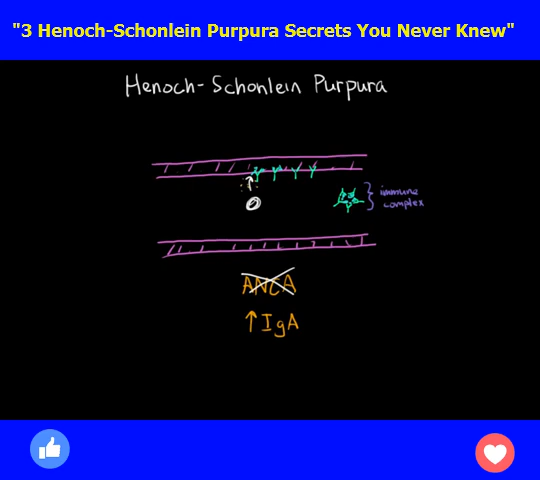 "3 Henoch-Schonlein Purpura Secrets You Never Knew"
Henoch-Schonlein Purpura
immune
complex
ANCA
↑IgA